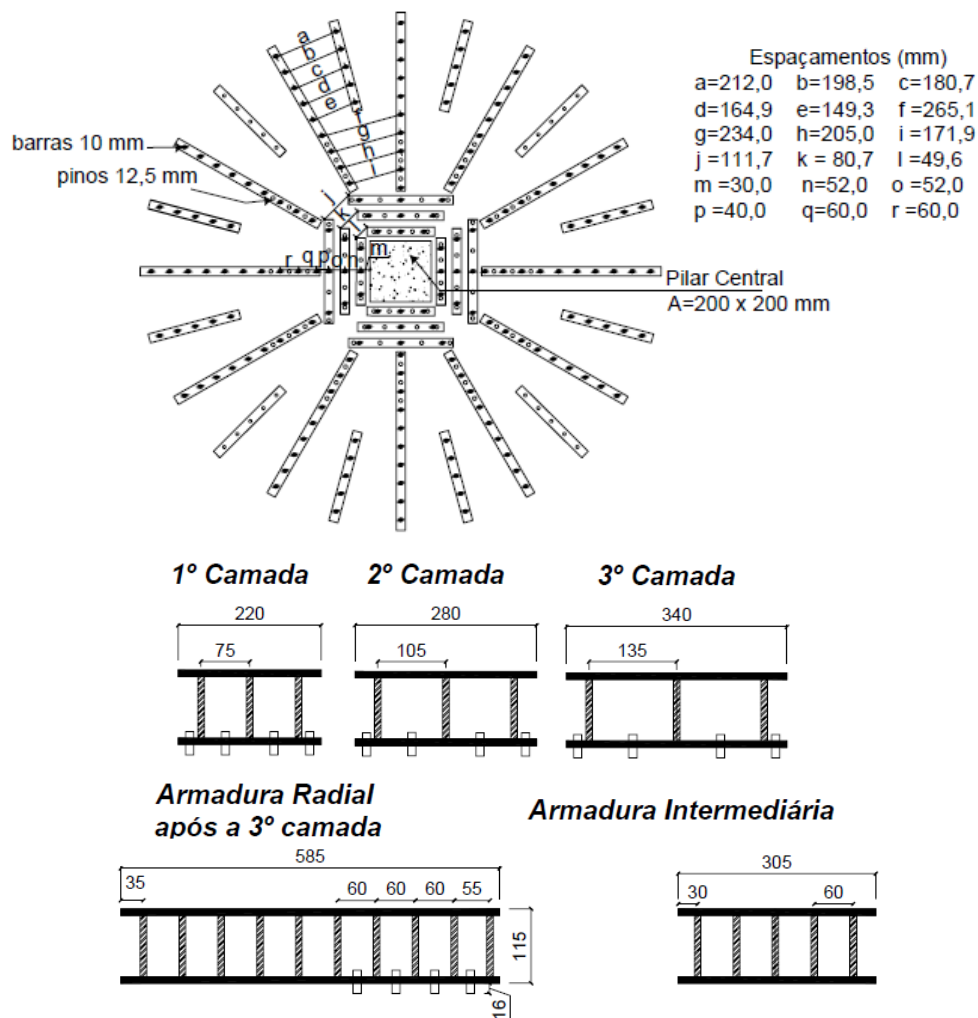 a
b
c
d
e
f
g
h
i
j
k
l
m
r q p o n
barras 10 mm
pinos 12,5 mm
Espaçamentos (mm)
a=212,0 b=198,5 c=180,7
d=164,9 e=149,3 f =265,1
g=234,0 h=205,0 i =171,9
j =111,7 k = 80,7 l =49,6
m =30,0 n=52,0 o =52,0
p =40,0 q=60,0 r =60,0
Pilar Central
A=200 x 200 mm
1º Camada
220
75
2º Camada
280
105
3º Camada
340
135
Armadura Radial
após a 3º camada
585
35
60 60 60 55
115
16
Armadura Intermediária
305
30
60